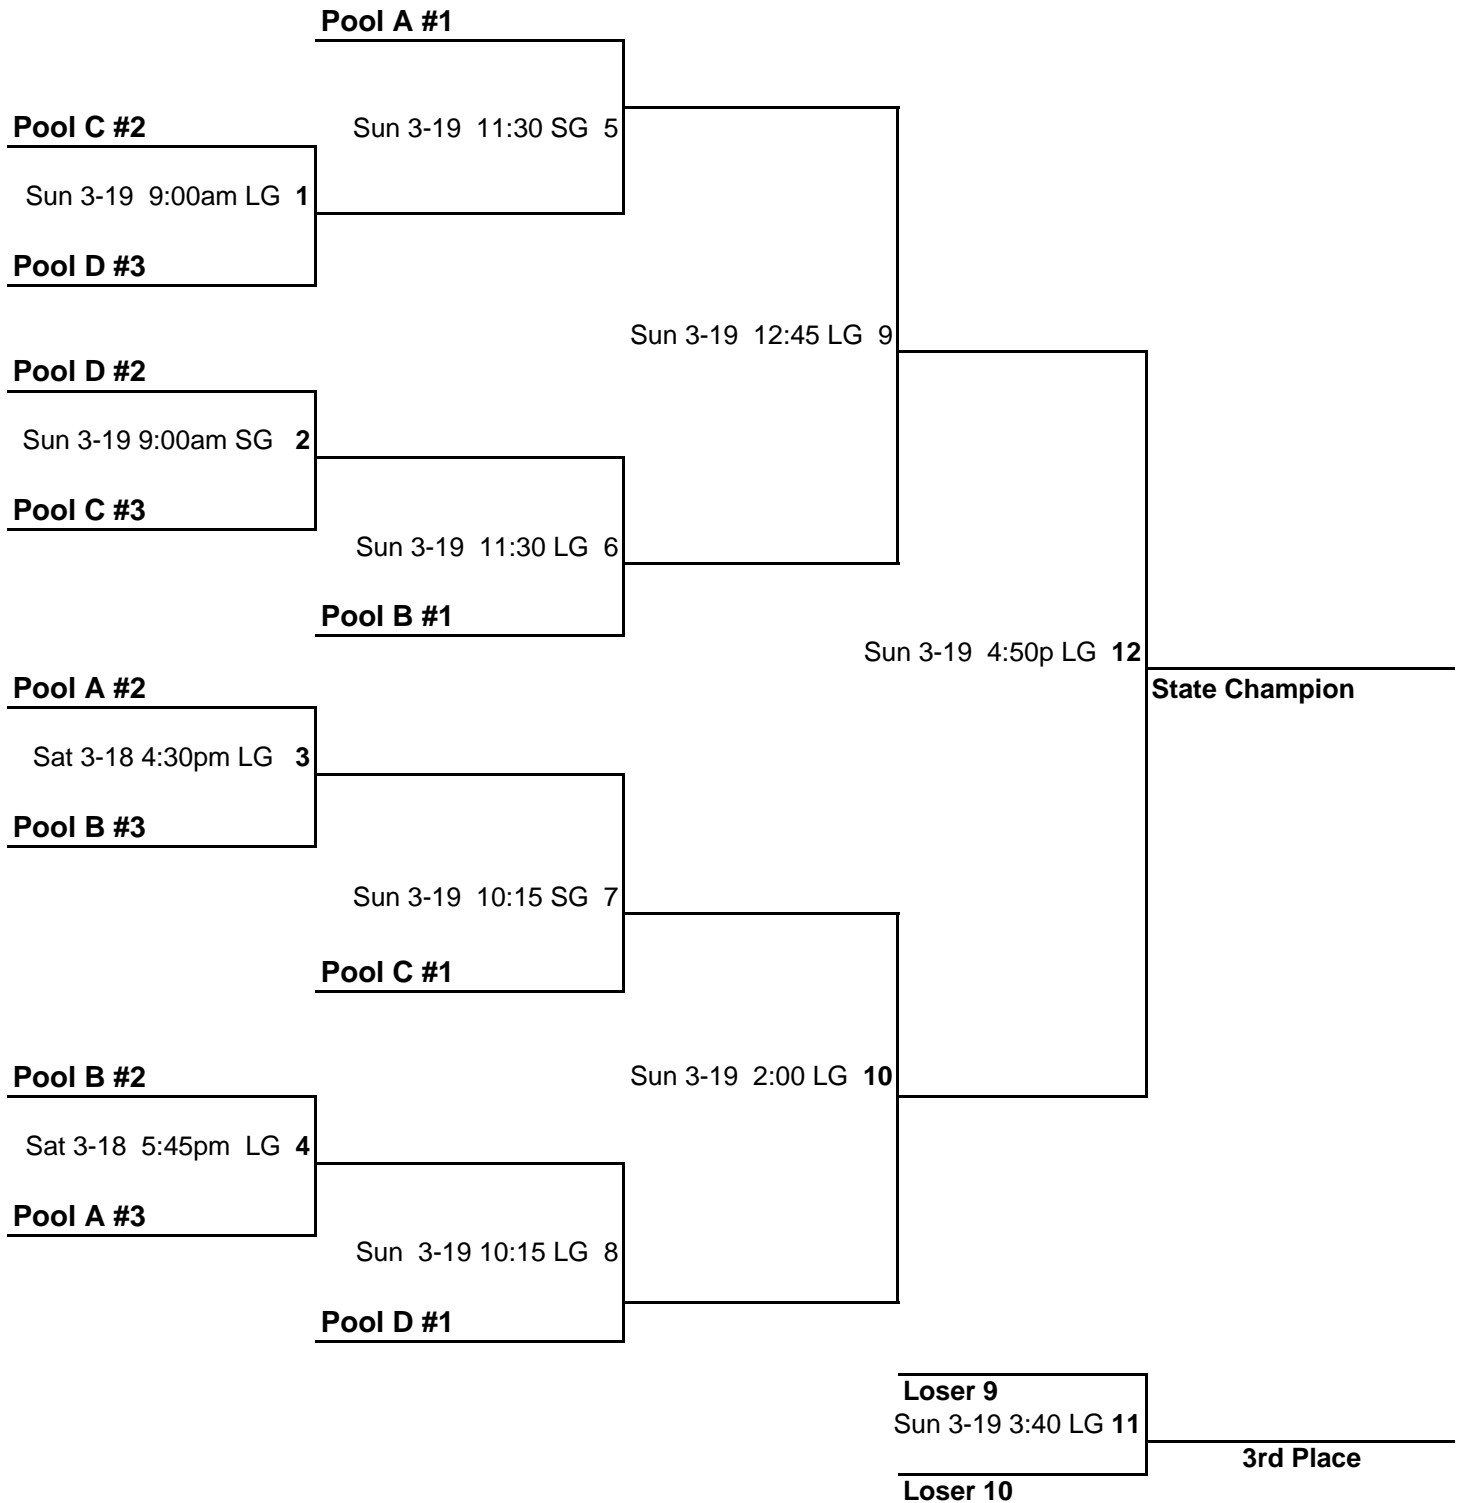 Pool A #1
Pool C #2
Sun 3-19 11:30 SG 5
Sun 3-19 9:00am LG 1
Pool D #3
Sun 3-19 12:45 LG 9
Pool D #2
Sun 3-19 9:00am SG 2
Pool C #3
Sun 3-19 11:30 LG 6
Pool B #1
Sun 3-19 4:50p LG 12
State Champion
Pool A #2
Sat 3-18 4:30pm LG 3
Pool B #3
Sun 3-19 10:15 SG 7
Pool C #1
Pool B #2
Sun 3-19 2:00 LG 10
Sat 3-18 5:45pm LG 4
Pool A #3
Sun 3-19 10:15 LG 8
Pool D #1
Loser 9
Sun 3-19 3:40 LG 11
3rd Place
Loser 10